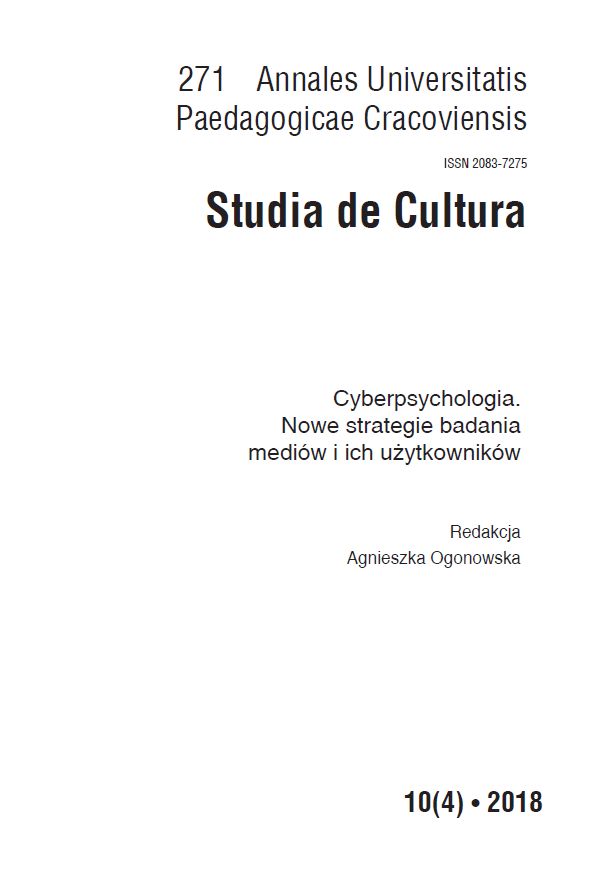 271 Annales Universitatis
Paedagogicae Cracoviensis
ISSN 2083-7275
Studia de Cultura
Cyberpsychologia.
Nowe strategie badania
mediów i ich użytkowników
Redakcja
Agnieszka Ogonowska
10(4) • 2018